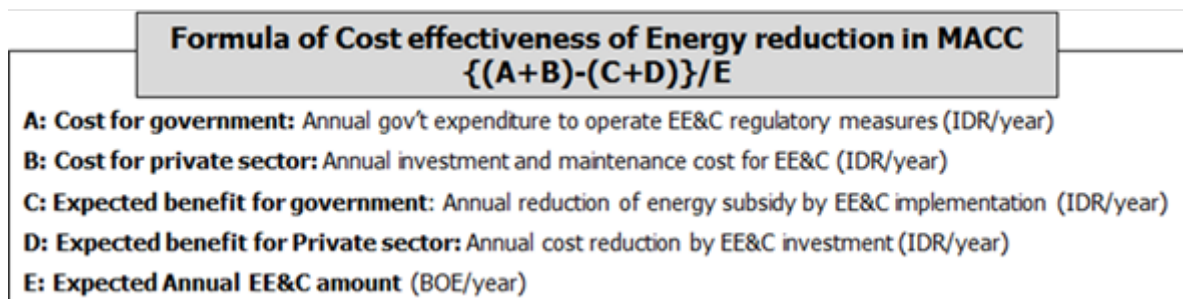 Formula of Cost effectiveness of Energy reduction in MACC
{(A+B)-(C+D)}/E
A: Cost for government: Annual gov't expenditure to operate EE&C regulatory measures (IDR/year)
B: Cost for private sector: Annual investment and maintenance cost for EE&C (IDR/year)
C: Expected benefit for government: Annual reduction of energy subsidy by EE&C implementation (IDR/year)
D: Expected benefit for Private sector: Annual cost reduction by EE&C investment (IDR/year)
E: Expected Annual EE&C amount (BOE/year)